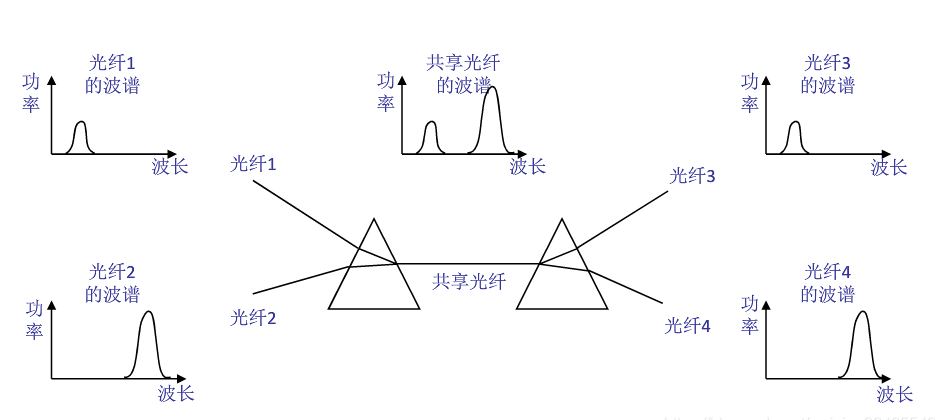 光纤1
的波谱
功
率
波长
共享光纤
的波谱
功
率
波长
光纤3
的波谱
功
率
波长
光纤1
光纤3
共享光纤
光纤2
光纤4
光纤2
的波谱
功
率
波长
光纤4
的波谱
功
率
波长